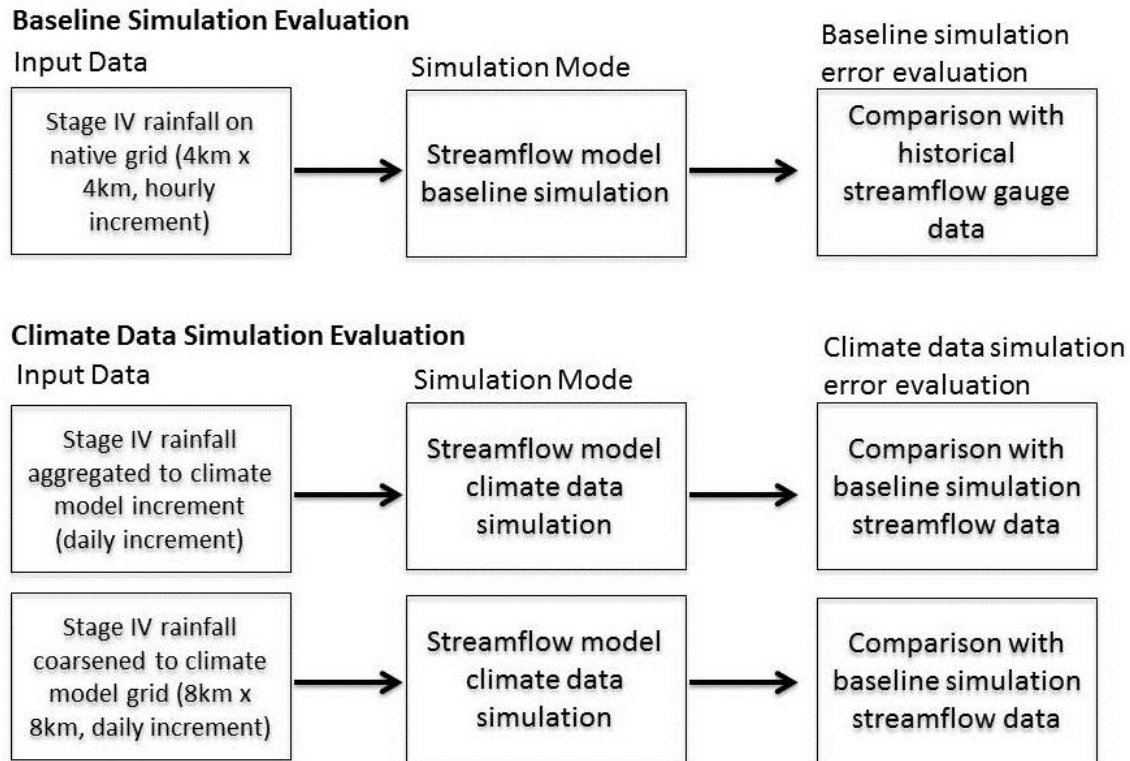 Baseline Simulation Evaluation
Input Data
Stage IV rainfall on
native grid (4km x
4km, hourly
increment)
Simulation Mode
Streamflow model
baseline simulation
Baseline simulation
error evaluation
Comparison with
historical
streamflow gauge
data
Climate Data Simulation Evaluation
Input Data
Simulation Mode
Climate data simulation
error evaluation
Stage IV rainfall
aggregated to climate
model increment
(daily increment)
Streamflow model
climate data
simulation
Comparison with
baseline simulation
streamflow data
Stage IV rainfall
coarsened to climate
model grid (8km x
8km, daily increment)
Streamflow model
climate data
simulation
Comparison with
baseline simulation
streamflow data